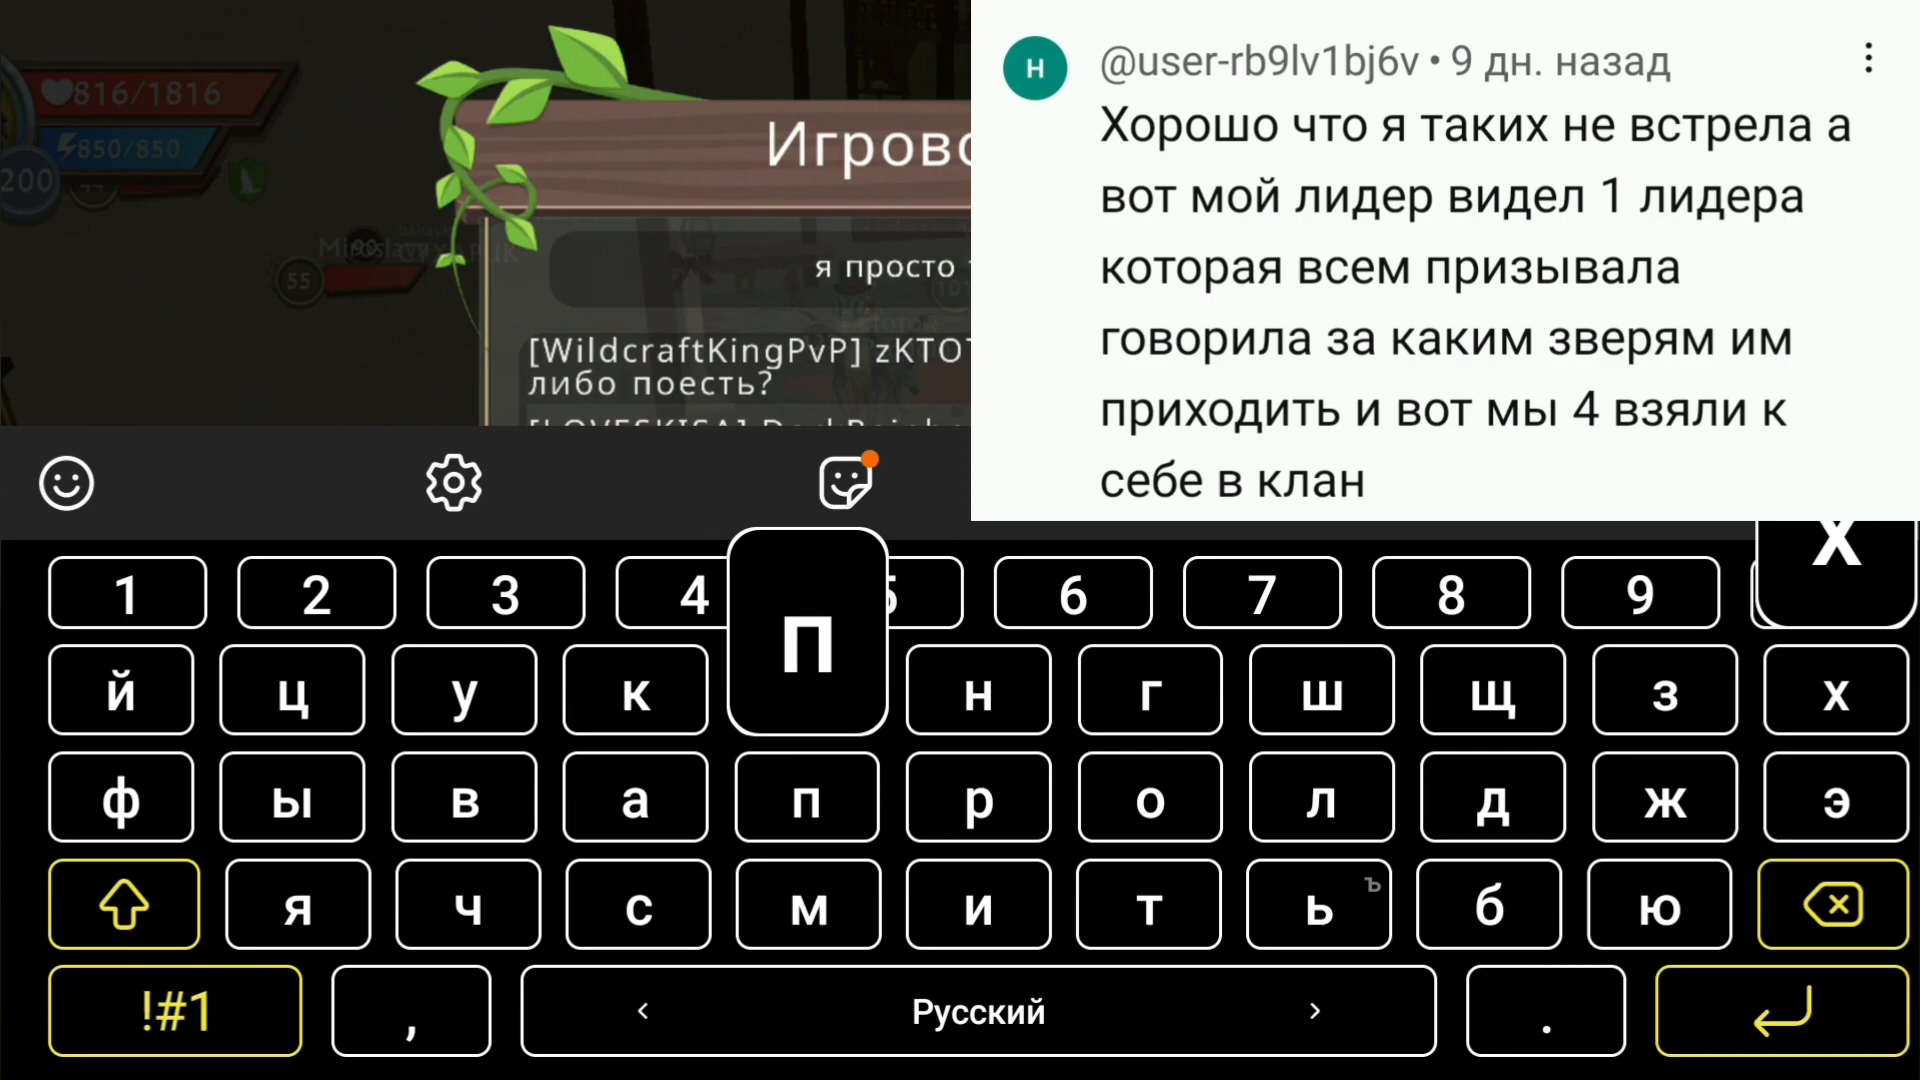 816/1816
850/850
200
55
Игрово
я просто
[WildcraftKingPvP] zKTOT
либо поесть?
H
@user-rb9lv1bj6v • 9 дн. назад
Хорошо что я таких не встрела а
вот мой лидер видел 1 лидера
которая всем призывала
говорила за каким зверям им
приходить и вот мы 4 взяли к
себе в клан
Х
1 2 3 4 5 6 7 8 9
й ц у к П н г ш щ з х
ф ы в а п р о л д ж э
я ч с м и т ь ъ б ю
!#1 , < Русский > .